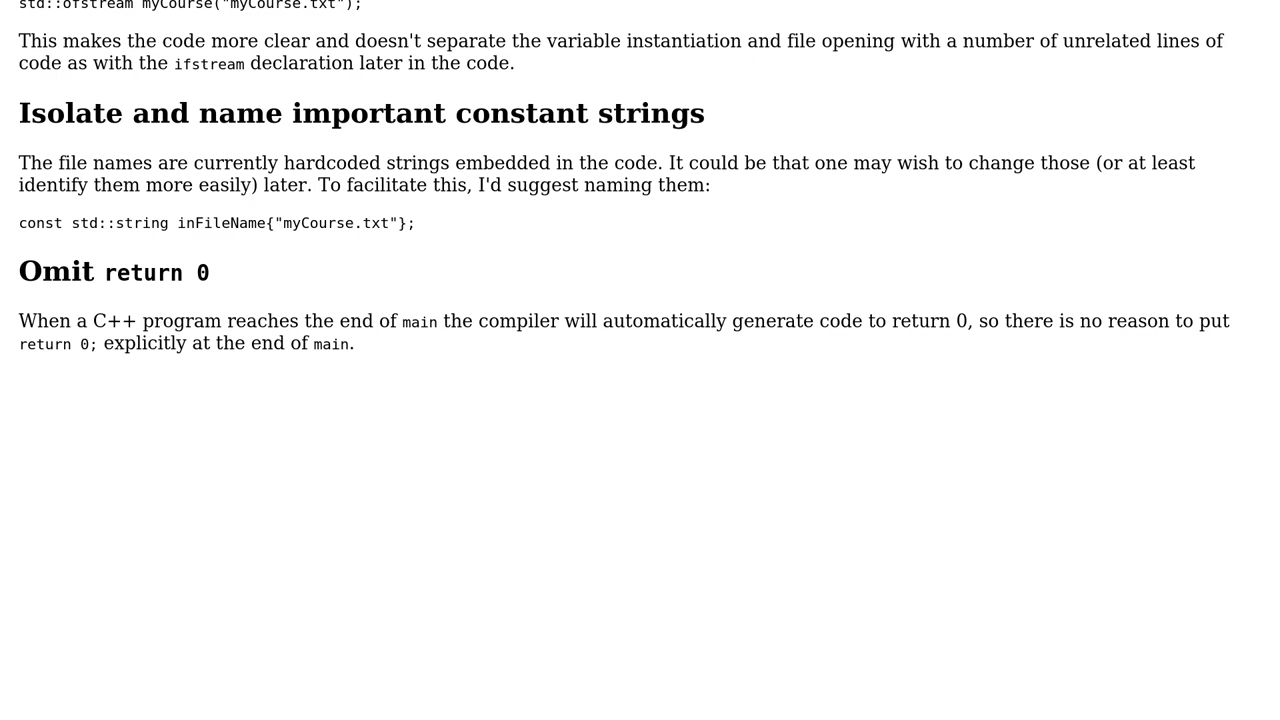 std::ofstream myCourse("myCourse.txt");
This makes the code more clear and doesn't separate the variable instantiation and file opening with a number of unrelated lines of
code as with the ifstream declaration later in the code.
Isolate and name important constant strings
The file names are currently hardcoded strings embedded in the code. It could be that one may wish to change those (or at least
identify them more easily) later. To facilitate this, I'd suggest naming them:
const std::string inFileName{"myCourse.txt"};
Omit return 0
When a C++ program reaches the end of main the compiler will automatically generate code to return 0, so there is no reason to put
return 0; explicitly at the end of main.